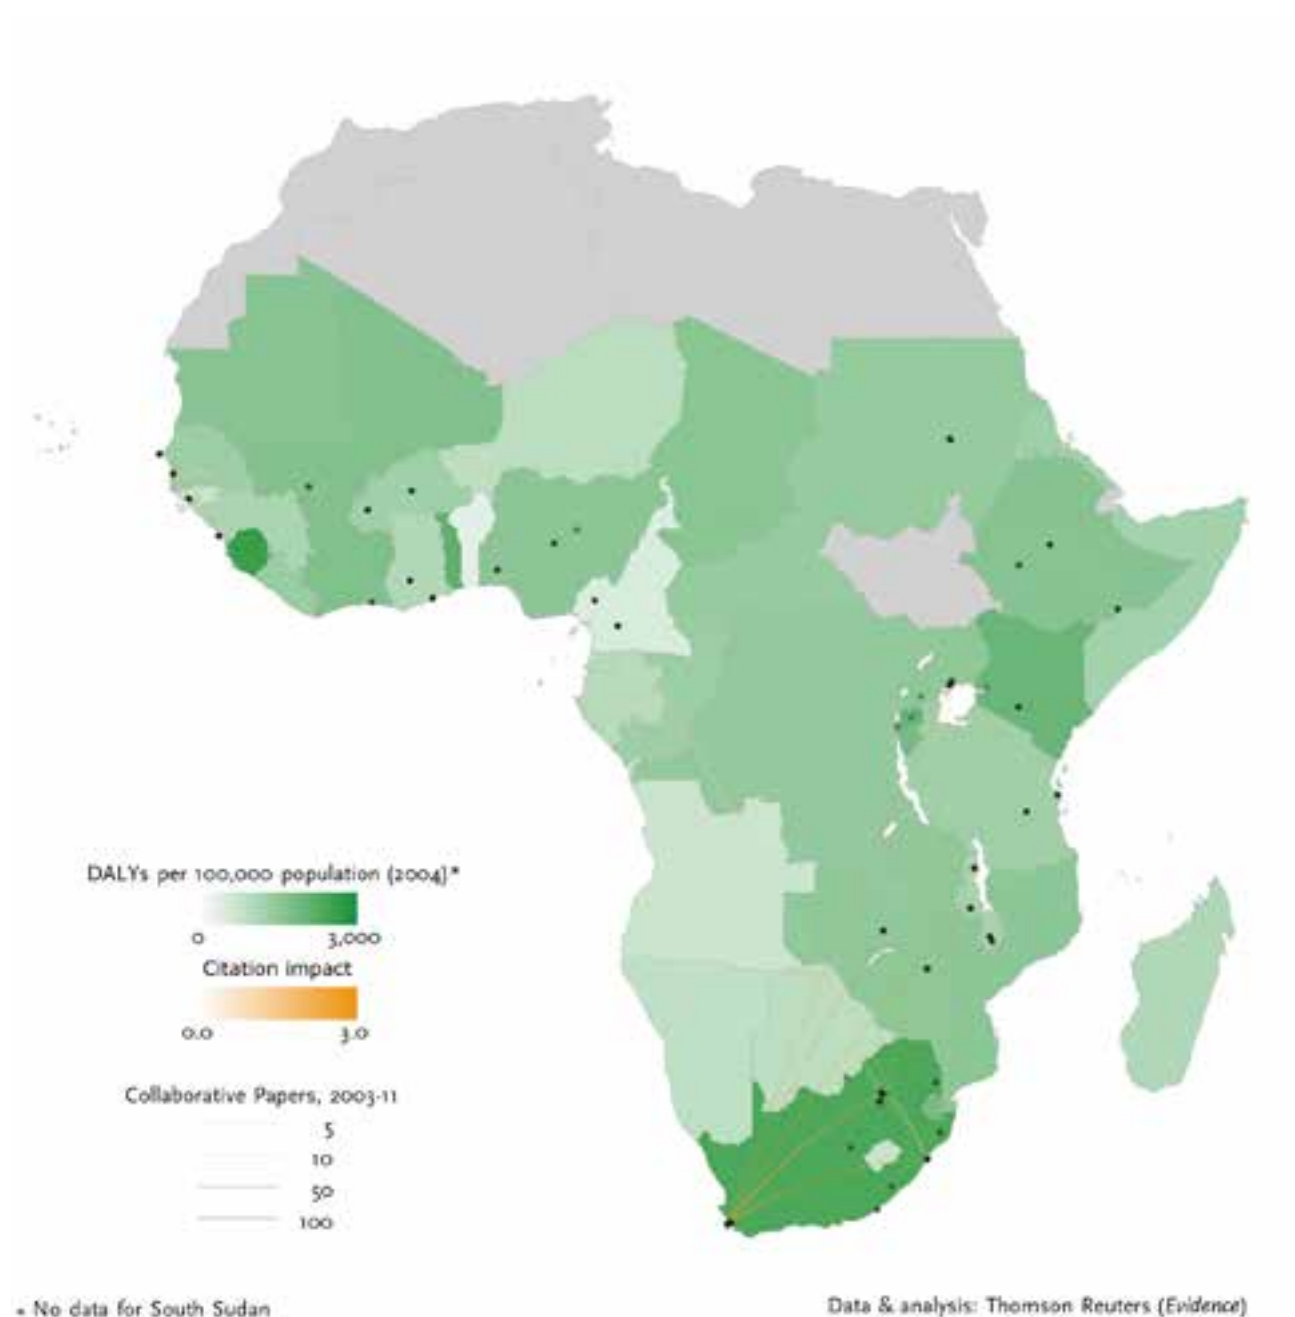 DALYs per 100,000 population (2004)*
0 3,000
Citation impact
0.0 3.0
Collaborative Papers, 2003-11
5
10
50
100
* No data for South Sudan
Data & analysis: Thomson Reuters (Evidence)